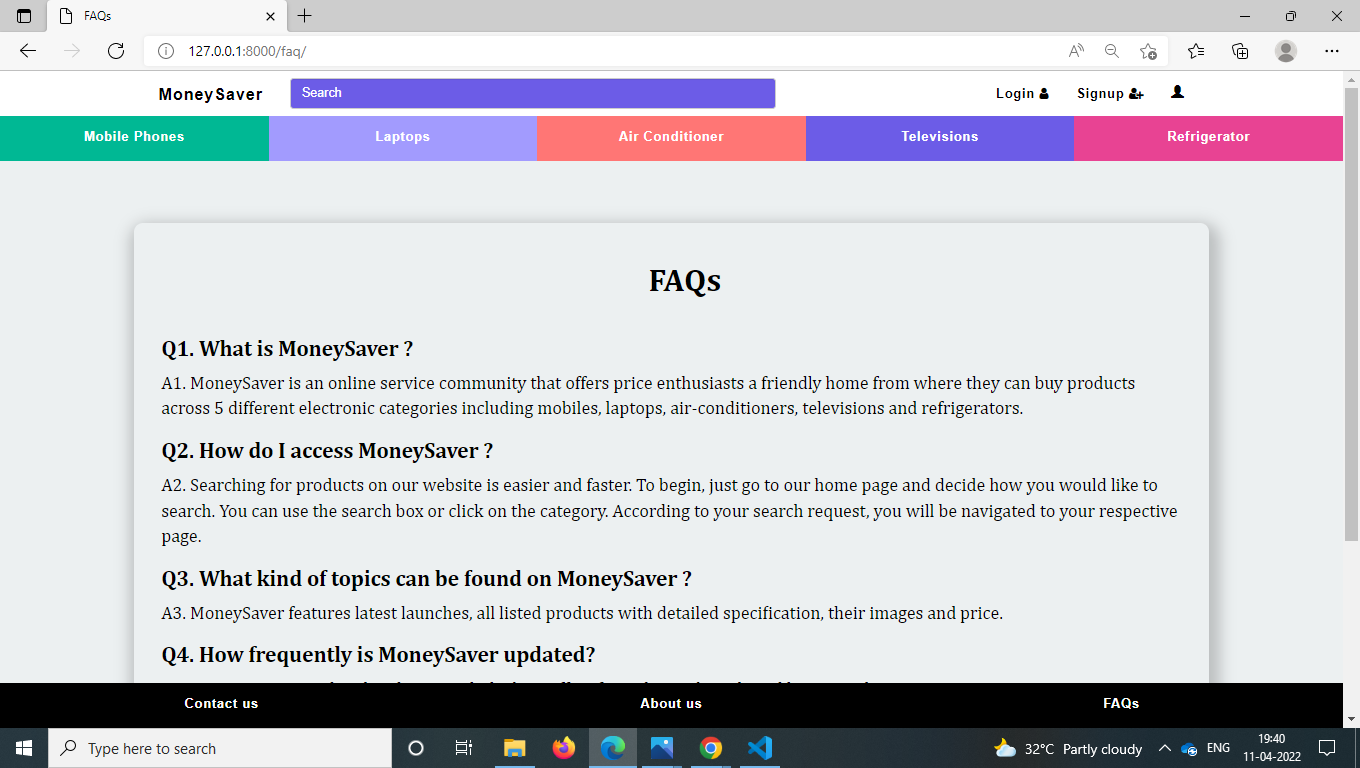 FAQs
127.0.0.1:8000/faq/
MoneySaver
Search
Login
Signup
Mobile Phones
Laptops
Air Conditioner
Televisions
Refrigerator
FAQs
Q1. What is MoneySaver ?
A1. MoneySaver is an online service community that offers price enthusiasts a friendly home from where they can buy products
across 5 different electronic categories including mobiles, laptops, air-conditioners, televisions and refrigerators.
Q2. How do I access MoneySaver ?
A2. Searching for products on our website is easier and faster. To begin, just go to our home page and decide how you would like to
search. You can use the search box or click on the category. According to your search request, you will be navigated to your respective
page.
Q3. What kind of topics can be found on MoneySaver ?
A3. MoneySaver features latest launches, all listed products with detailed specification, their images and price.
Q4. How frequently is MoneySaver updated?
Contact us
About us
FAQs
Type here to search
32°C Partly cloudy
ENG
19:40
11-04-2022